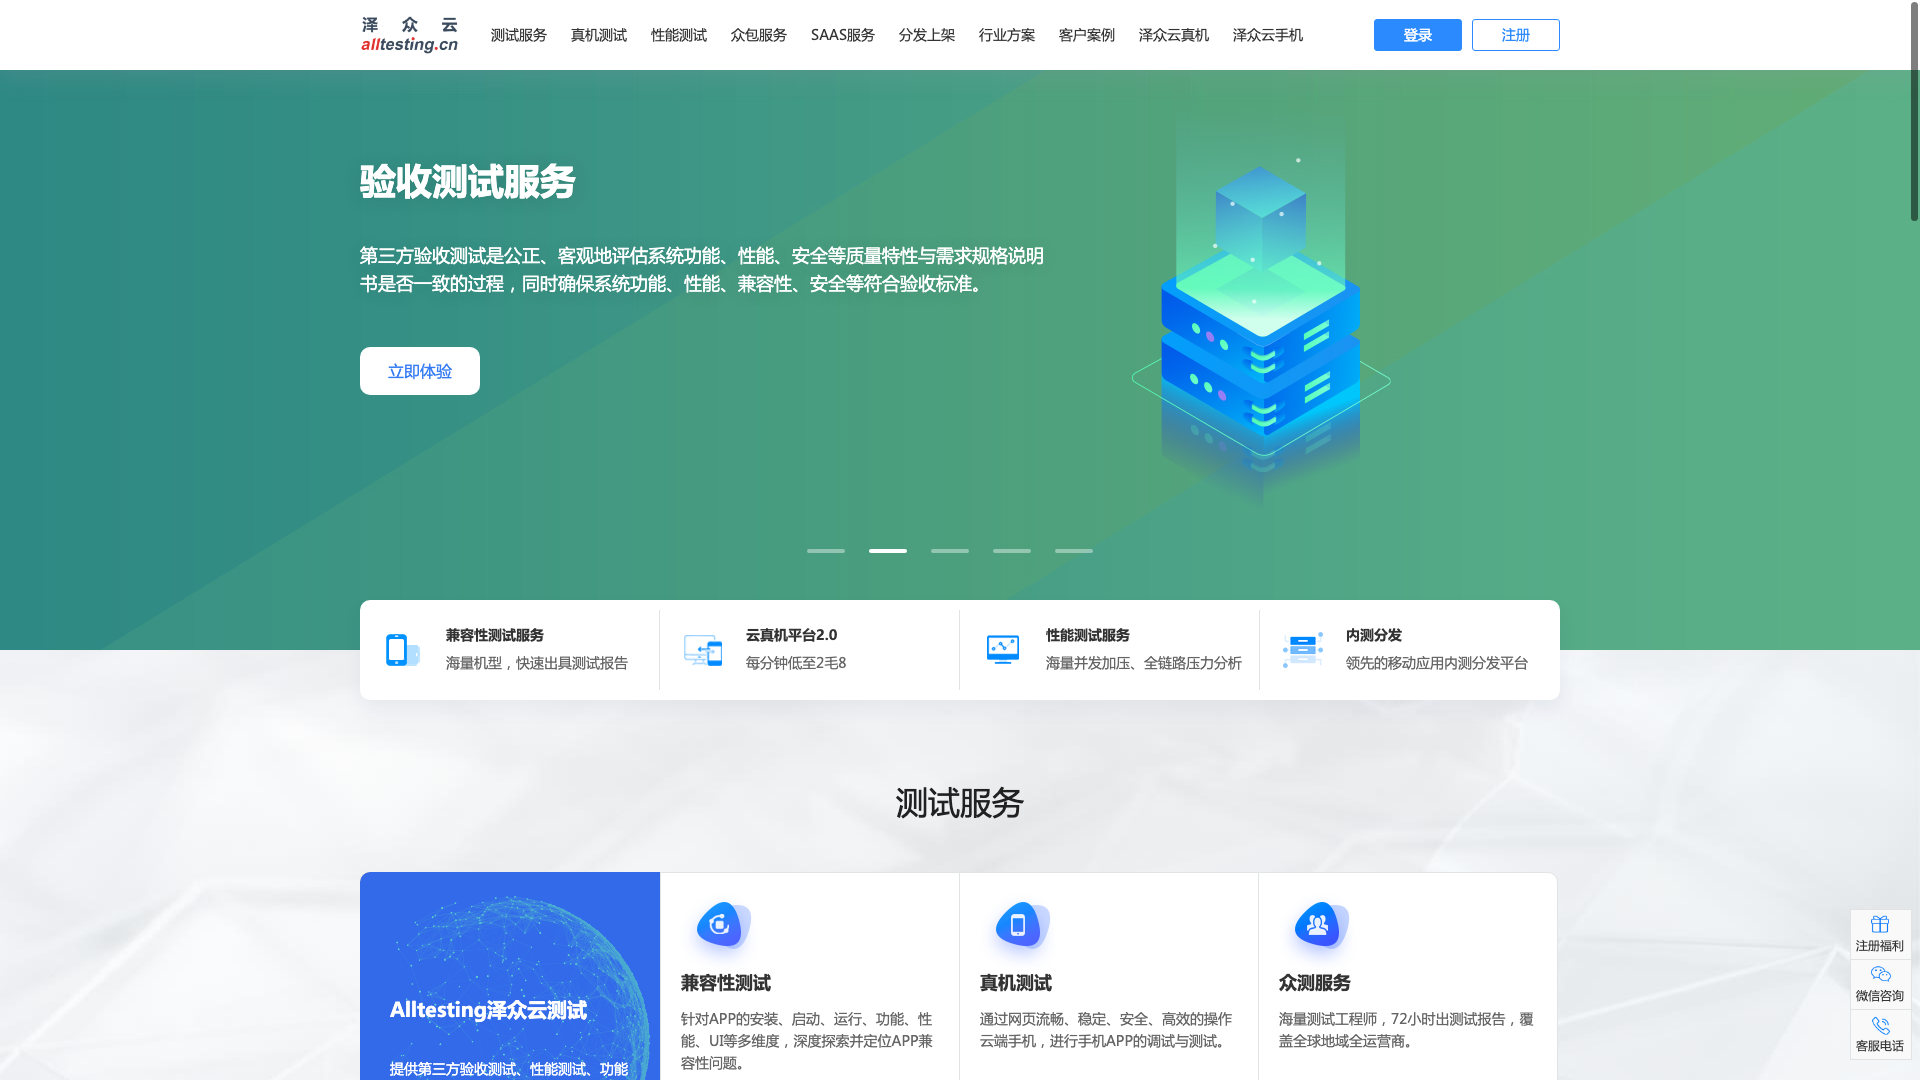 泽众云
alltesting.cn
测试服务 真机测试 性能测试 众包服务 SAAS服务 分发上架 行业方案 客户案例 泽众云真机 泽众云手机
登录 注册
验收测试服务
第三方验收测试是公正、客观地评估系统功能、性能、安全等质量特性与需求规格说明
书是否一致的过程，同时确保系统功能、性能、兼容性、安全等符合验收标准。
立即体验
兼容性测试服务
海量机型，快速出具测试报告
云真机平台2.0
每分钟低至2毛8
性能测试服务
海量并发加压、全链路压力分析
内测分发
领先的移动应用内测分发平台
测试服务
Alltesting泽众云测试
提供第三方验收测试、性能测试、功能
兼容性测试
针对APP的安装、启动、运行、功能、性
能、UI等多维度，深度探索并定位APP兼
容性问题。
真机测试
通过网页流畅、稳定、安全、高效的操作
云端手机，进行手机APP的调试与测试。
众测服务
海量测试工程师，72小时出测试报告，覆
盖全球地域全运营商。
注册福利
微信咨询
客服电话